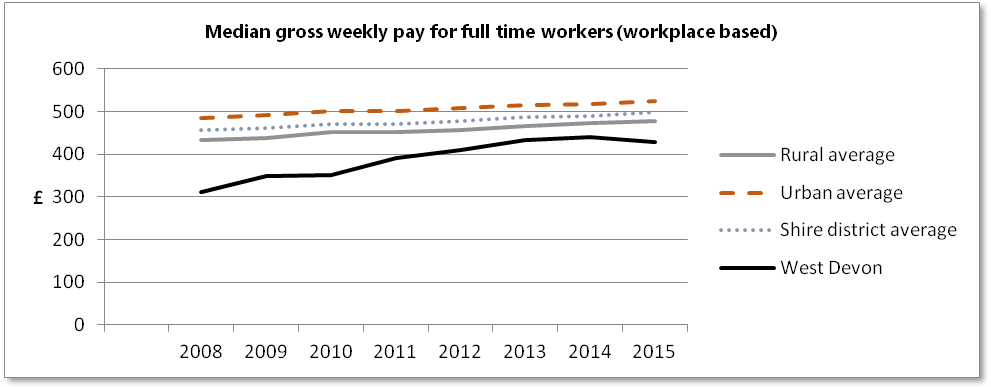 Median gross weekly pay for full time workers (workplace based)
600
500
400
300
200
100
0
£
2008 2009 2010 2011 2012 2013 2014 2015
Rural average
Urban average
Shire district average
West Devon